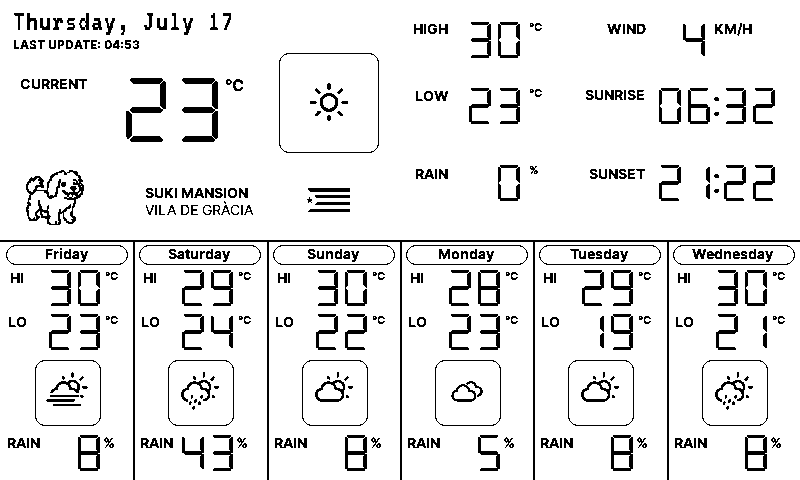 Thursday, July 17
LAST UPDATE: 04:53
CURRENT 23 °C
SUKI MANSION
VILA DE GRÀCIA
HIGH 30 °C
WIND 4 KM/H
LOW 23 °C
SUNRISE 06:32
RAIN 0 %
SUNSET 21:22
Friday
HI 30 °C
LO 23 °C
RAIN 8 %
Saturday
HI 29 °C
LO 24 °C
RAIN 43 %
Sunday
HI 30 °C
LO 22 °C
RAIN 8 %
Monday
HI 28 °C
LO 23 °C
RAIN 5 %
Tuesday
HI 29 °C
LO 19 °C
RAIN 8 %
Wednesday
HI 30 °C
LO 21 °C
RAIN 8 %